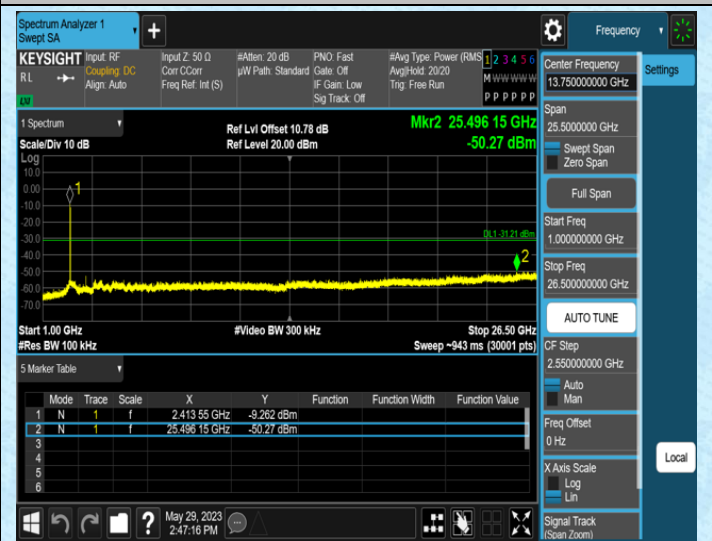 Spectrum Analyzer 1
Swept SA
+
Frequency
KEYSIGHT
RL
Input: RF
Coupling: DC
Align: Auto
Input Z: 50 Ω
Corr CCorr
Freq Ref: Int (S)
#Atten: 20 dB
µW Path: Standard
PNO: Fast
Gate: Off
IF Gain: Low
Sig Track: Off
#Avg Type: Power (RMS
Avg|Hold: 20/20
Trig: Free Run
1 2 3 4 5 6
M W W W W W
P P P P P P
Center Frequency
13.750000000 GHz
Settings
Span
25.5000000 GHz
Swept Span
Zero Span
Full Span
Start Freq
1.000000000 GHz
Stop Freq
26.500000000 GHz
AUTO TUNE
CF Step
2.550000000 GHz
Auto
Man
Freq Offset
0 Hz
X Axis Scale
Log
Lin
Signal Track
(Span Zoom)
Local
1 Spectrum
Scale/Div 10 dB
Ref Lvl Offset 10.78 dB
Ref Level 20.00 dBm
Mkr2 25.496 15 GHz
-50.27 dBm
Log
10.0
0.00
-10.0
-20.0
-30.0
-40.0
-50.0
-60.0
-70.0
1
DL1 -31.21 dBm
2
Start 1.00 GHz
#Video BW 300 kHz
Stop 26.50 GHz
#Res BW 100 kHz
Sweep ~943 ms (30001 pts)
5 Marker Table
Mode Trace Scale X Y Function Function Width Function Value
1 N 1 f 2.413 55 GHz -9.262 dBm
2 N 1 f 25.496 15 GHz -50.27 dBm
3
4
5
6
?
May 29, 2023
2:47:16 PM